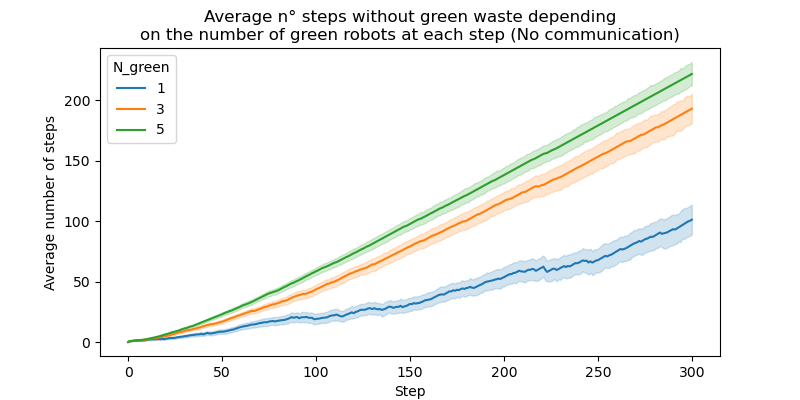 Average n° steps without green waste depending
on the number of green robots at each step (No communication)
N_green
1
3
5
Average number of steps
200
150
100
50
0
0 50 100 150 200 250 300
Step